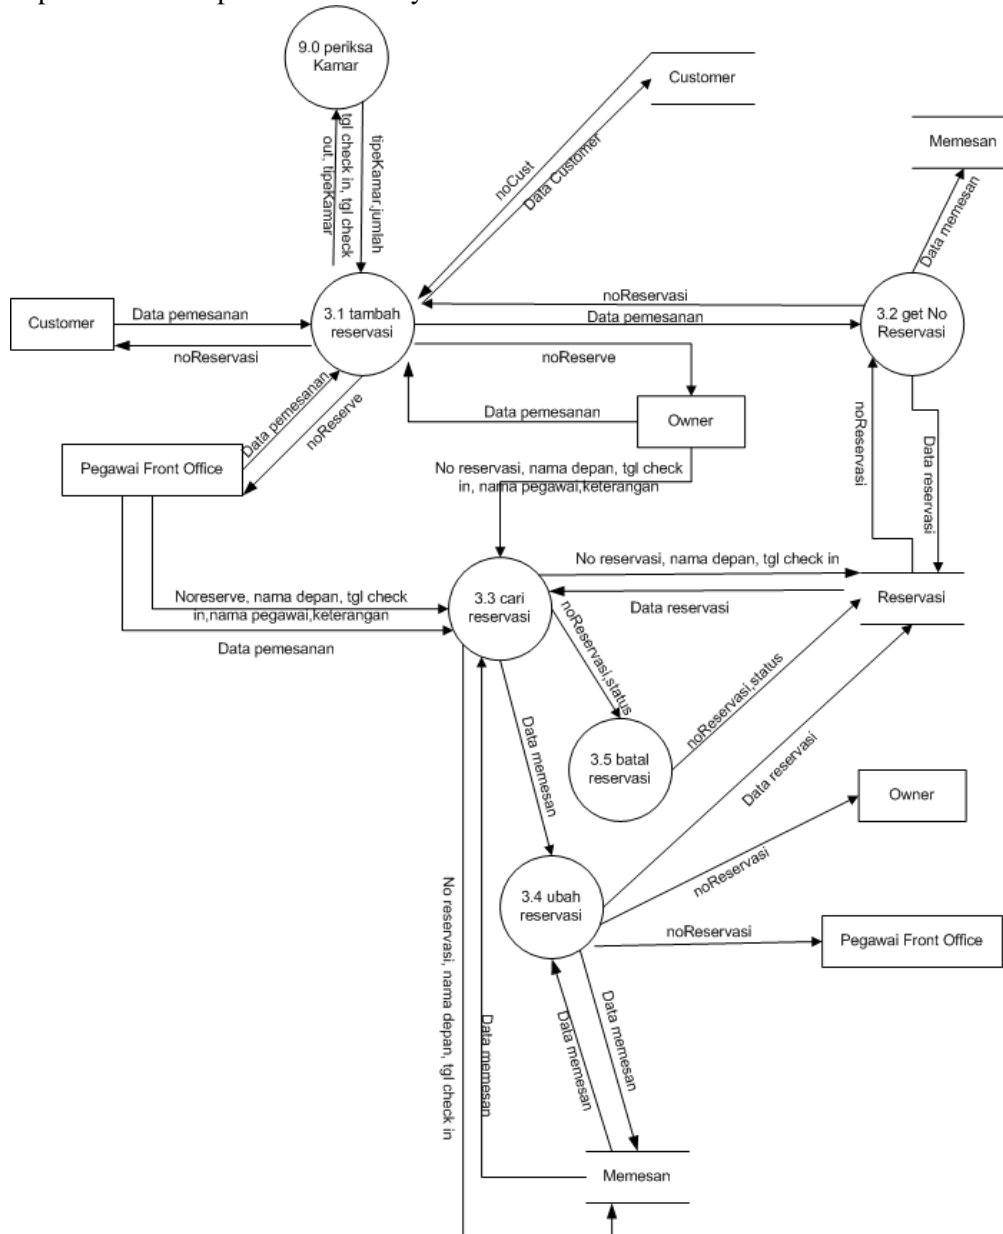 9.0 periksa
Kamar
Customer
Memesan
tgl check in, tgl check
out, tipeKamar
tipeKamar,jumlah
noCust
Data Customer
Data memesan
3.1 tambah
reservasi
3.2 get No
Reservasi
Customer
Data pemesanan
noReservasi
noReservasi
Data pemesanan
noReserve
Data pemesanan
noReserve
Data pemesanan
Owner
Pegawai Front Office
No reservasi, nama depan, tgl check
in, nama pegawai,keterangan
noReservasi
Data reservasi
3.3 cari
reservasi
No reservasi, nama depan, tgl check in
Data reservasi
Reservasi
Noreserve, nama depan, tgl check
in,nama pegawai,keterangan
Data pemesanan
noReservasi,status
noReservasi,status
Data memesan
3.5 batal
reservasi
Data reservasi
Owner
noReservasi
3.4 ubah
reservasi
noReservasi
Pegawai Front Office
No reservasi, nama depan, tgl check in
Data memesan
Data memesan
Data memesan
Memesan